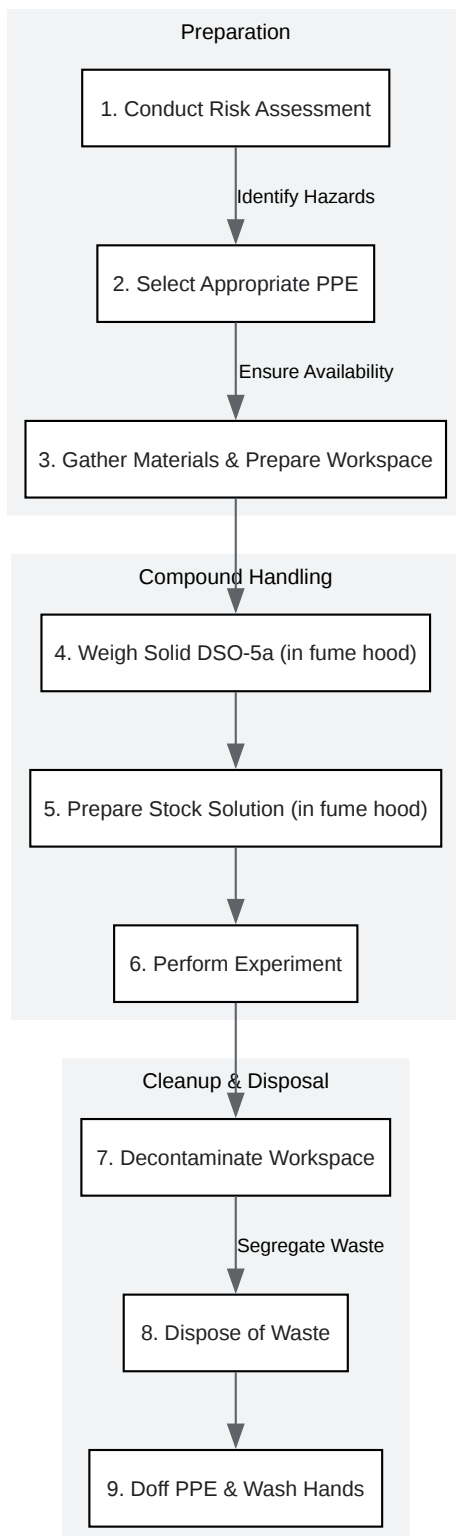 Preparation
1. Conduct Risk Assessment
Identify Hazards
2. Select Appropriate PPE
Ensure Availability
3. Gather Materials & Prepare Workspace
Compound Handling
4. Weigh Solid DSO-5a (in fume hood)
5. Prepare Stock Solution (in fume hood)
6. Perform Experiment
Cleanup & Disposal
7. Decontaminate Workspace
Segregate Waste
8. Dispose of Waste
9. Doff PPE & Wash Hands